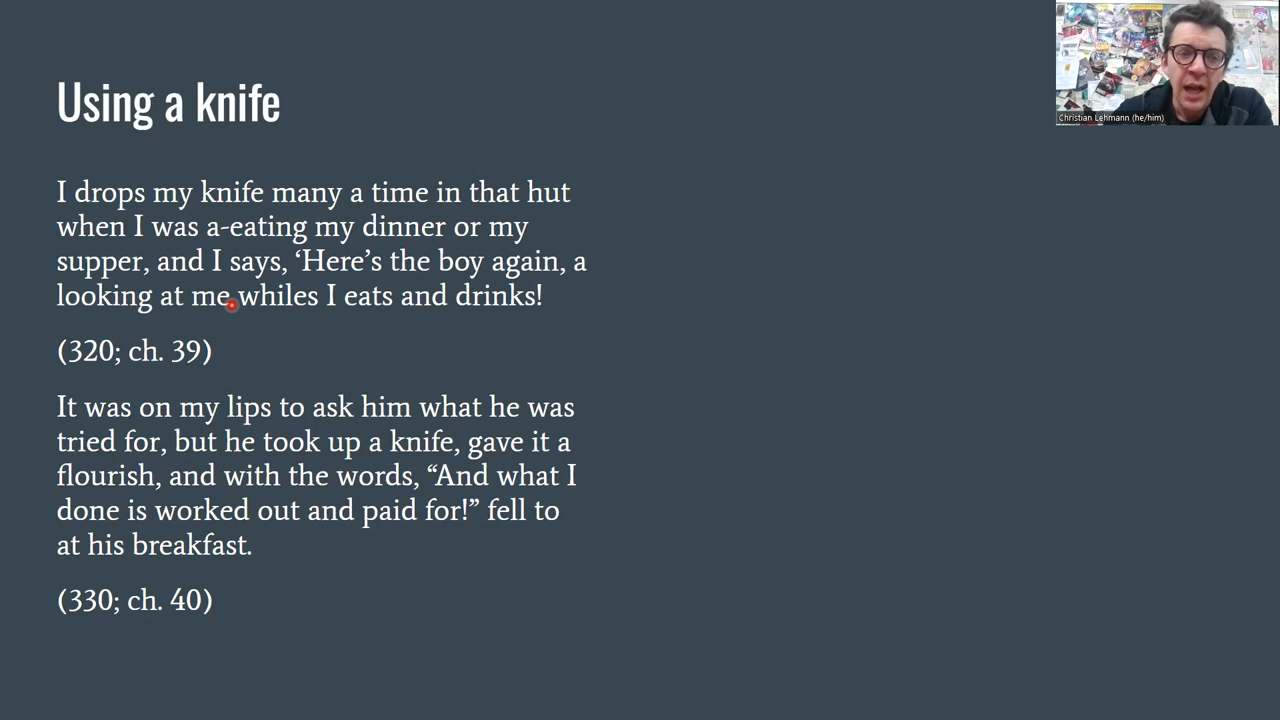 Using a knife
I drops my knife many a time in that hut
when I was a-eating my dinner or my
supper, and I says, ‘Here’s the boy again, a
looking at me whiles I eats and drinks!
(320; ch. 39)
It was on my lips to ask him what he was
tried for, but he took up a knife, gave it a
flourish, and with the words, “And what I
done is worked out and paid for!” fell to
at his breakfast.
(330; ch. 40)
Christian Lehmann (he/him)